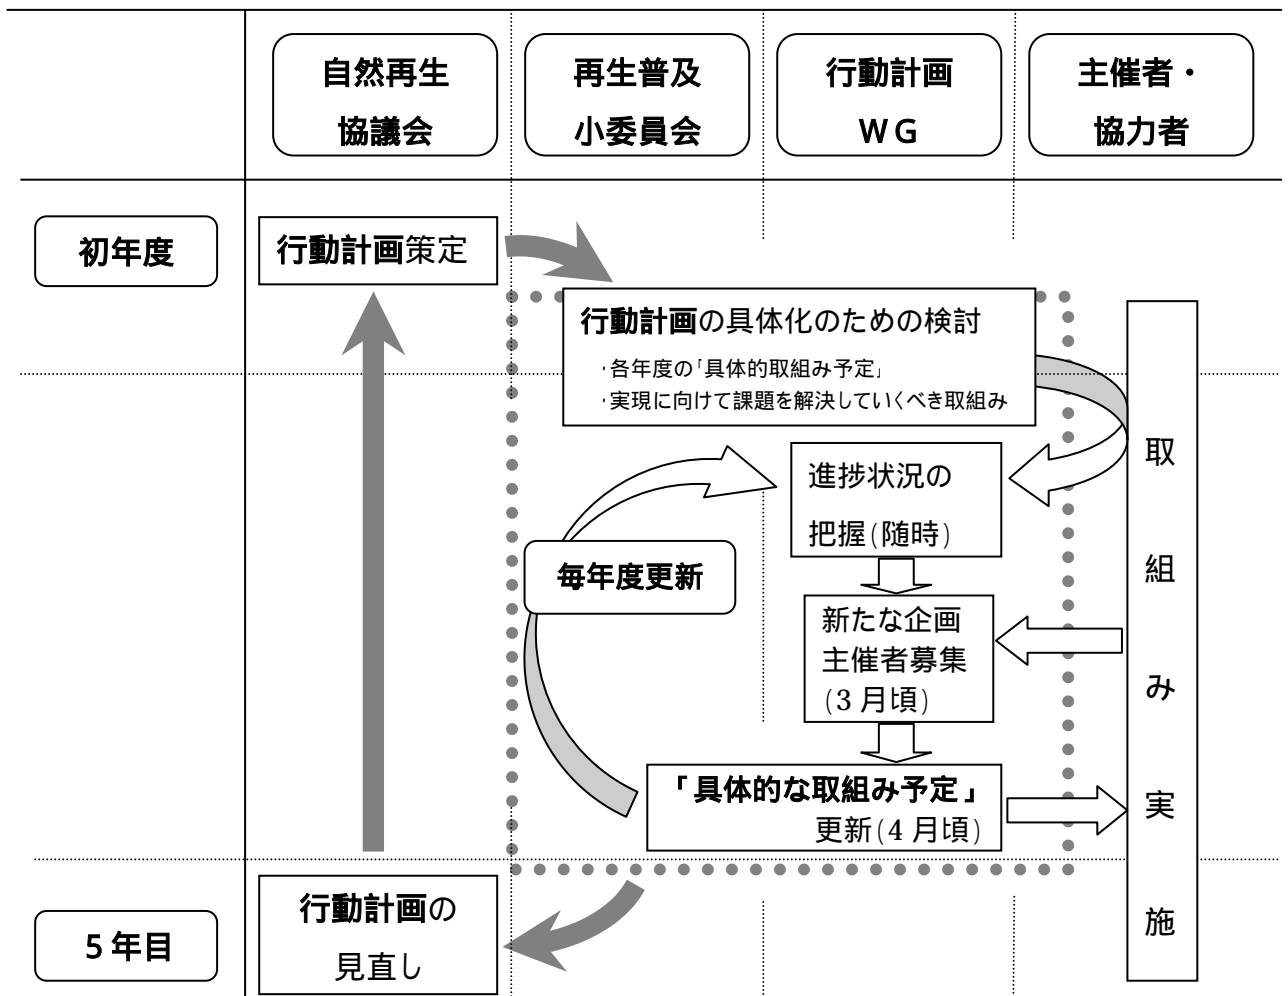 自然再生
協議会
再生普及
小委員会
行動計画
WG
主催者・
協力者
初年度
行動計画策定
行動計画の具体化のための検討
・各年度の「具体的取組み予定」
・実現に向けて課題を解決していくべき取組み
進捗状況の
把握(随時)
毎年度更新
新たな企画
主催者募集
(3月頃)
「具体的な取組み予定」
更新(4月頃)
取組み実施
5年目
行動計画の
見直し